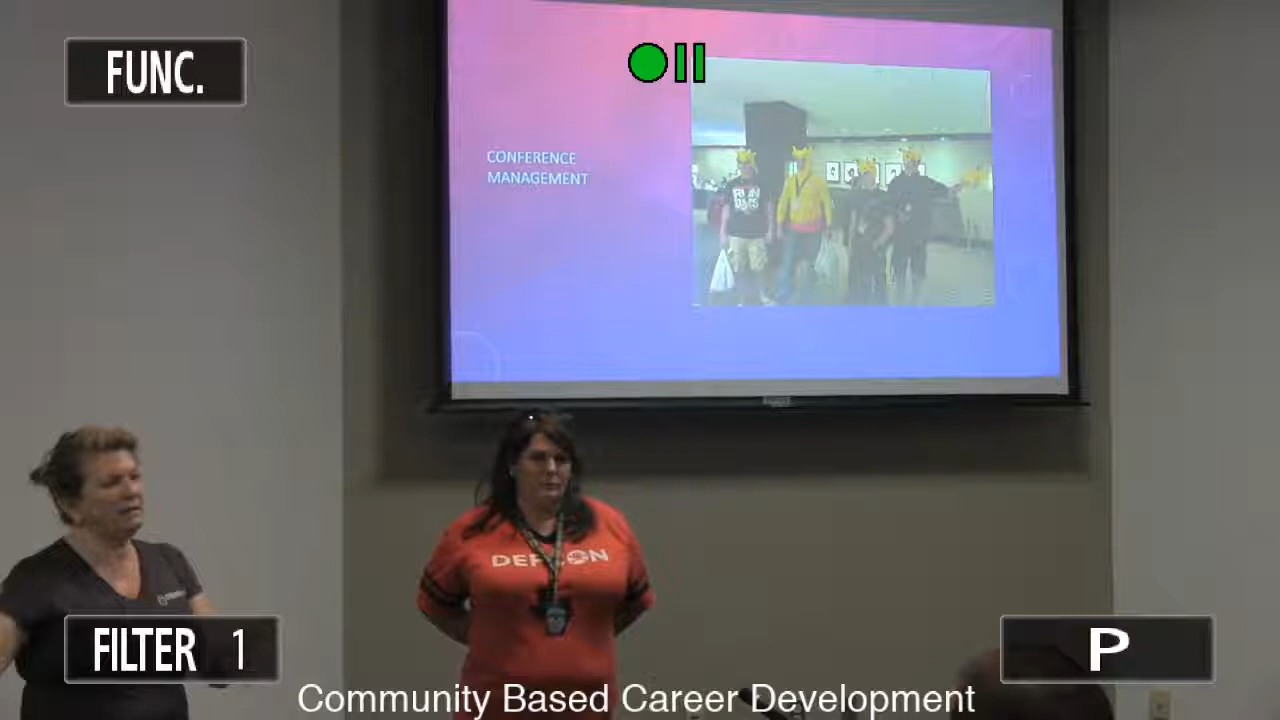 FUNC.
CONFERENCE
MANAGEMENT
DEFCON
FILTER 1
P
Community Based Career Development